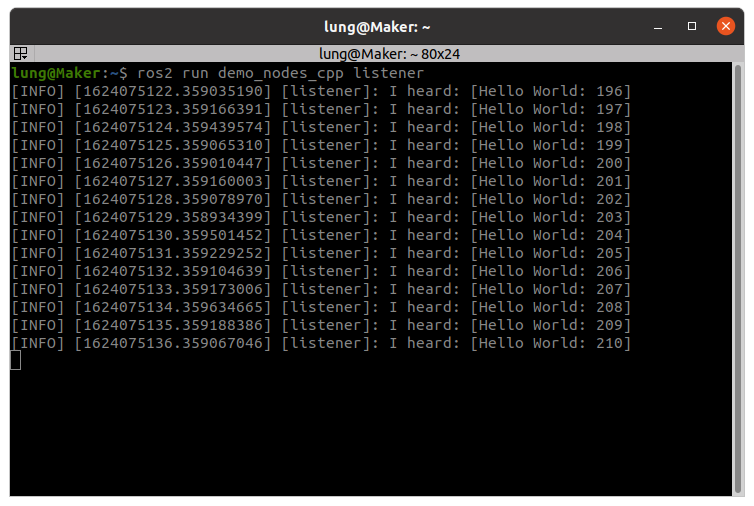 lung@Maker: ~
lung@Maker: ~ 80x24
lung@Maker:~$ ros2 run demo_nodes_cpp listener
[INFO] [1624075122.359035190] [listener]: I heard: [Hello World: 196]
[INFO] [1624075123.359166391] [listener]: I heard: [Hello World: 197]
[INFO] [1624075124.359439574] [listener]: I heard: [Hello World: 198]
[INFO] [1624075125.359065310] [listener]: I heard: [Hello World: 199]
[INFO] [1624075126.359010447] [listener]: I heard: [Hello World: 200]
[INFO] [1624075127.359160003] [listener]: I heard: [Hello World: 201]
[INFO] [1624075128.359078970] [listener]: I heard: [Hello World: 202]
[INFO] [1624075129.358934399] [listener]: I heard: [Hello World: 203]
[INFO] [1624075130.359501452] [listener]: I heard: [Hello World: 204]
[INFO] [1624075131.359229252] [listener]: I heard: [Hello World: 205]
[INFO] [1624075132.359104639] [listener]: I heard: [Hello World: 206]
[INFO] [1624075133.359173006] [listener]: I heard: [Hello World: 207]
[INFO] [1624075134.359634665] [listener]: I heard: [Hello World: 208]
[INFO] [1624075135.359188386] [listener]: I heard: [Hello World: 209]
[INFO] [1624075136.359067046] [listener]: I heard: [Hello World: 210]